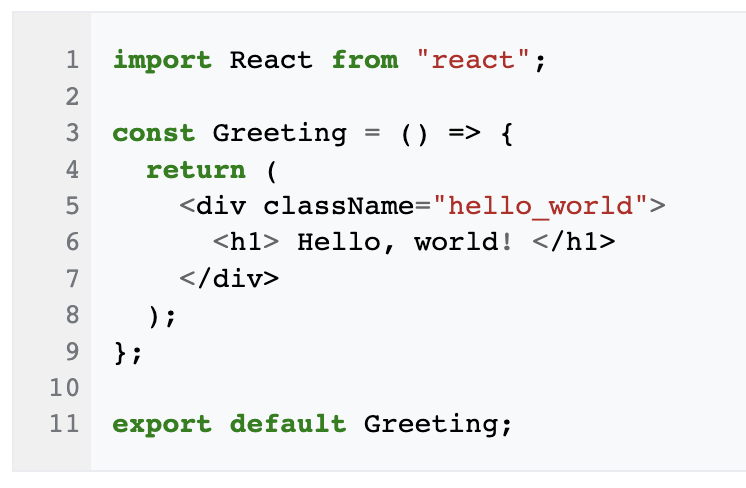 1 import React from "react";
2
3 const Greeting = () => {
4   return (
5     <div className="hello_world">
6       <h1> Hello, world! </h1>
7     </div>
8   );
9 };
10
11 export default Greeting;